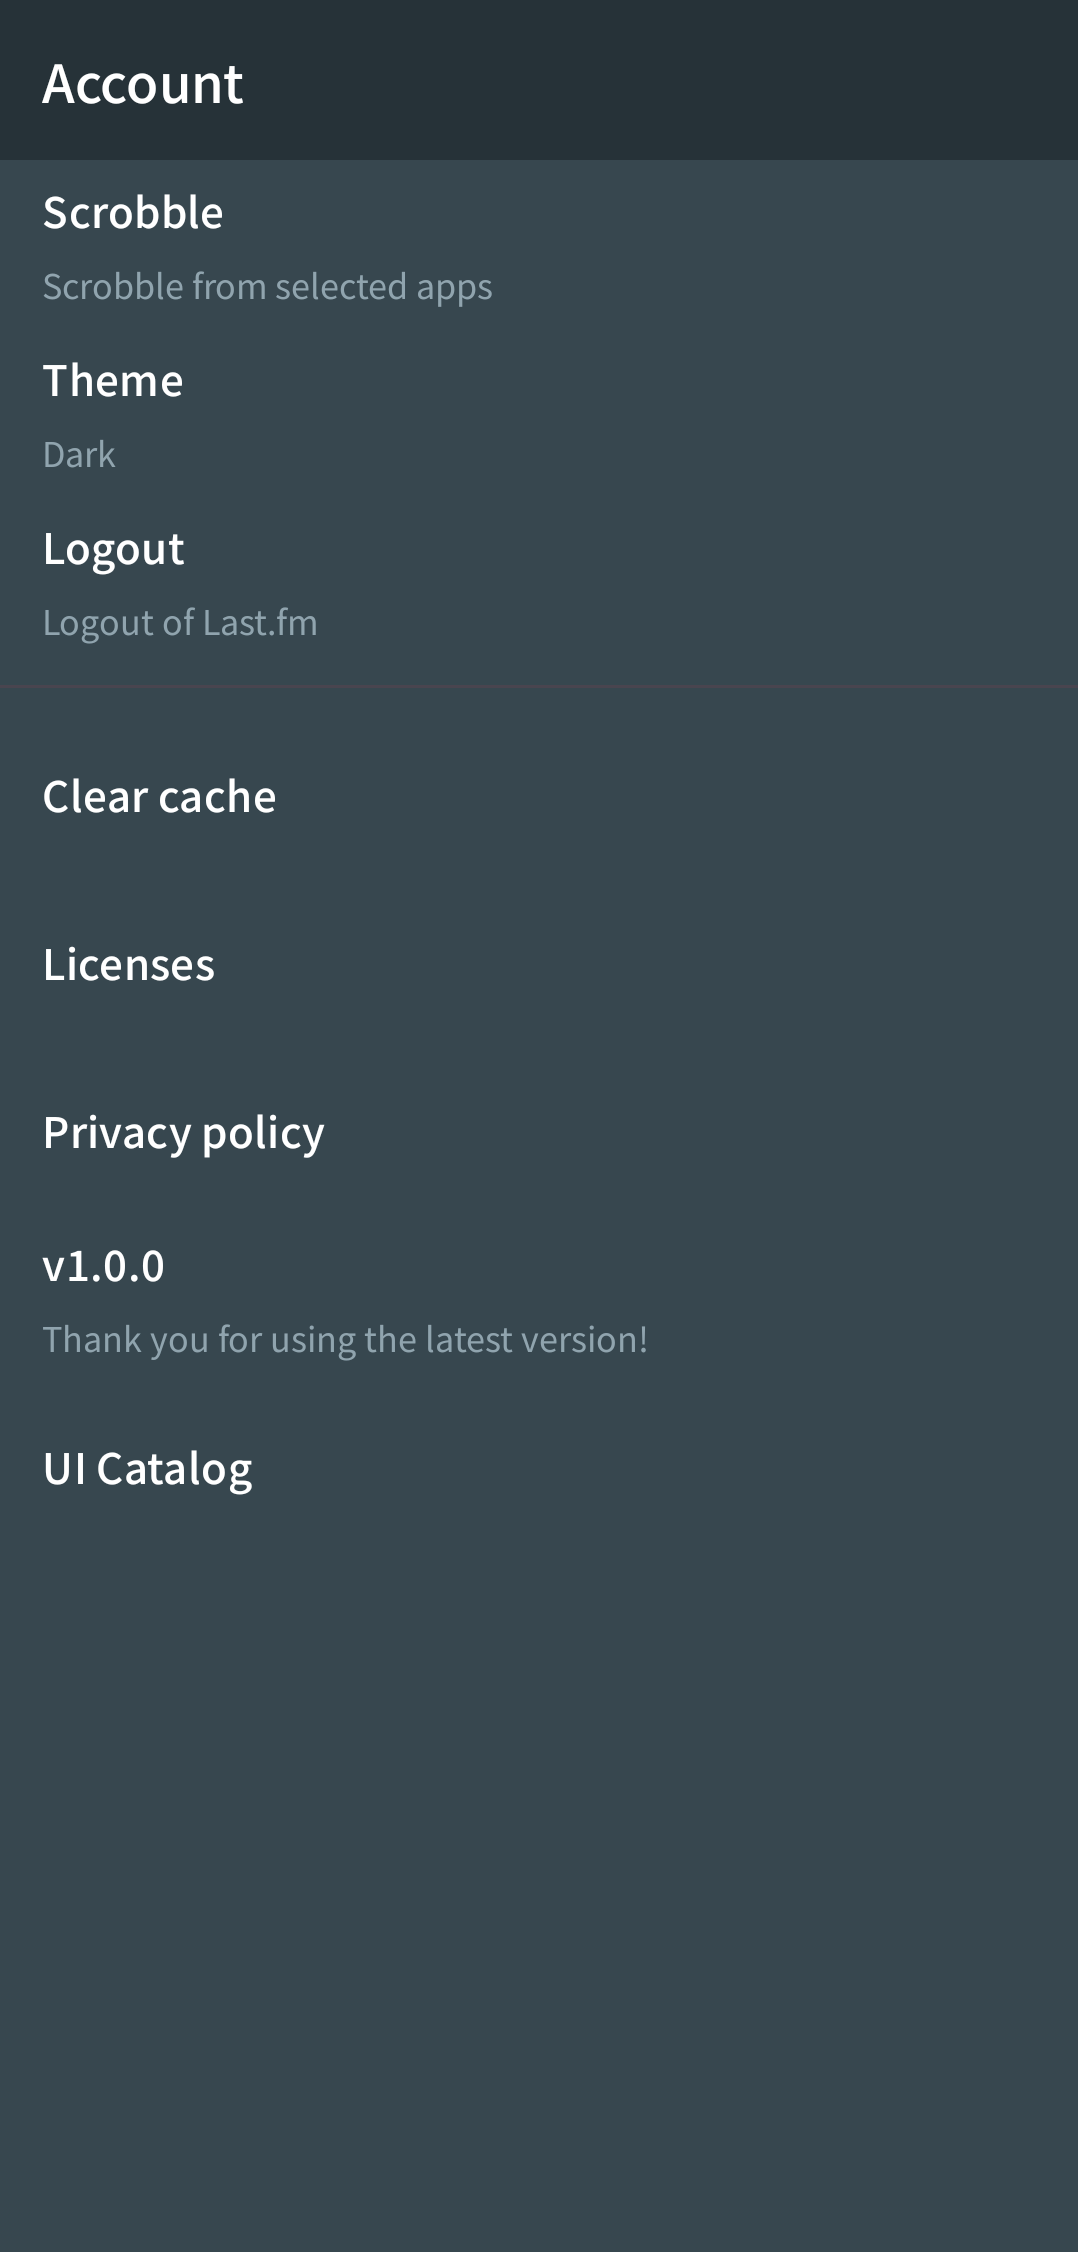 Account
Scrobble
Scrobble from selected apps
Theme
Dark
Logout
Logout of Last.fm
Clear cache
Licenses
Privacy policy
v1.0.0
Thank you for using the latest version!
UI Catalog